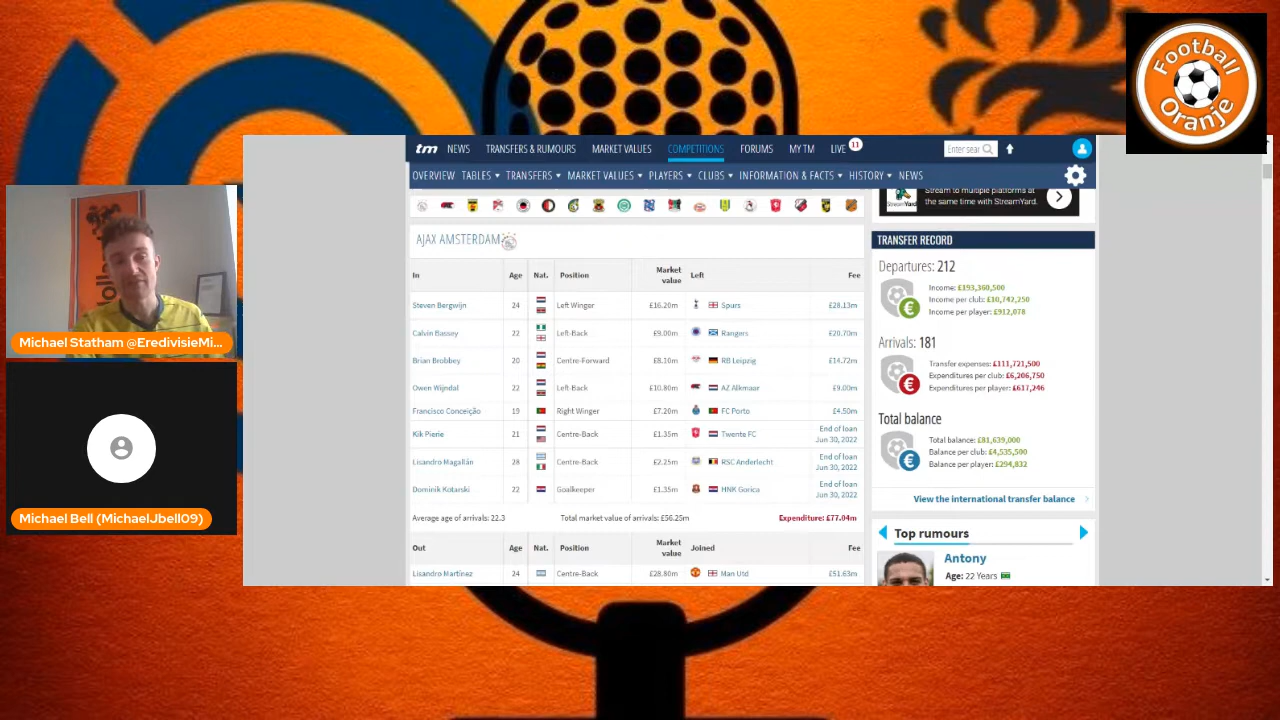 Football
Oranje
tm NEWS TRANSFERS & RUMOURS MARKET VALUES COMPETITIONS FORUMS MY TM LIVE 11 Enter sear
OVERVIEW TABLES TRANSFERS MARKET VALUES PLAYERS CLUBS INFORMATION & FACTS HISTORY NEWS
Stream to multiple platforms at
the same time with StreamYard.
StreamYard
AJAX AMSTERDAM
In Age Nat. Position Market value Left Fee
Steven Bergwijn 24 Left Winger £16.20m Spurs £28.13m
Calvin Bassey 22 Left-Back £9.00m Rangers £20.70m
Brian Brobbey 20 Centre-Forward £8.10m RB Leipzig £14.72m
Owen Wijndal 22 Left-Back £10.80m AZ Alkmaar £9.00m
Francisco Conceição 19 Right Winger £7.20m FC Porto £4.50m
Kik Pierie 21 Centre-Back £1.35m Twente FC End of loan Jun 30, 2022
Lisandro Magallán 28 Centre-Back £2.25m RSC Anderlecht End of loan Jun 30, 2022
Dominik Kotarski 22 Goalkeeper £1.35m HNK Gorica End of loan Jun 30, 2022
Average age of arrivals: 22.3 Total market value of arrivals: £56.25m Expenditure: £77.04m
Out Age Nat. Position Market value Joined Fee
Lisandro Martínez 24 Centre-Back £28.80m Man Utd £51.63m
TRANSFER RECORD
Departures: 212
Income: £193,360,500
Income per club: £10,742,250
Income per player: £912,078
Arrivals: 181
Transfer expenses: £111,721,500
Expenditures per club: £6,206,750
Expenditures per player: £617,246
Total balance
Total balance: £81,639,000
Balance per club: £4,535,500
Balance per player: £294,832
View the international transfer balance
Top rumours
Antony
Age: 22 Years
Michael Statham @EredivisieMi...
Michael Bell (MichaelJbell09)